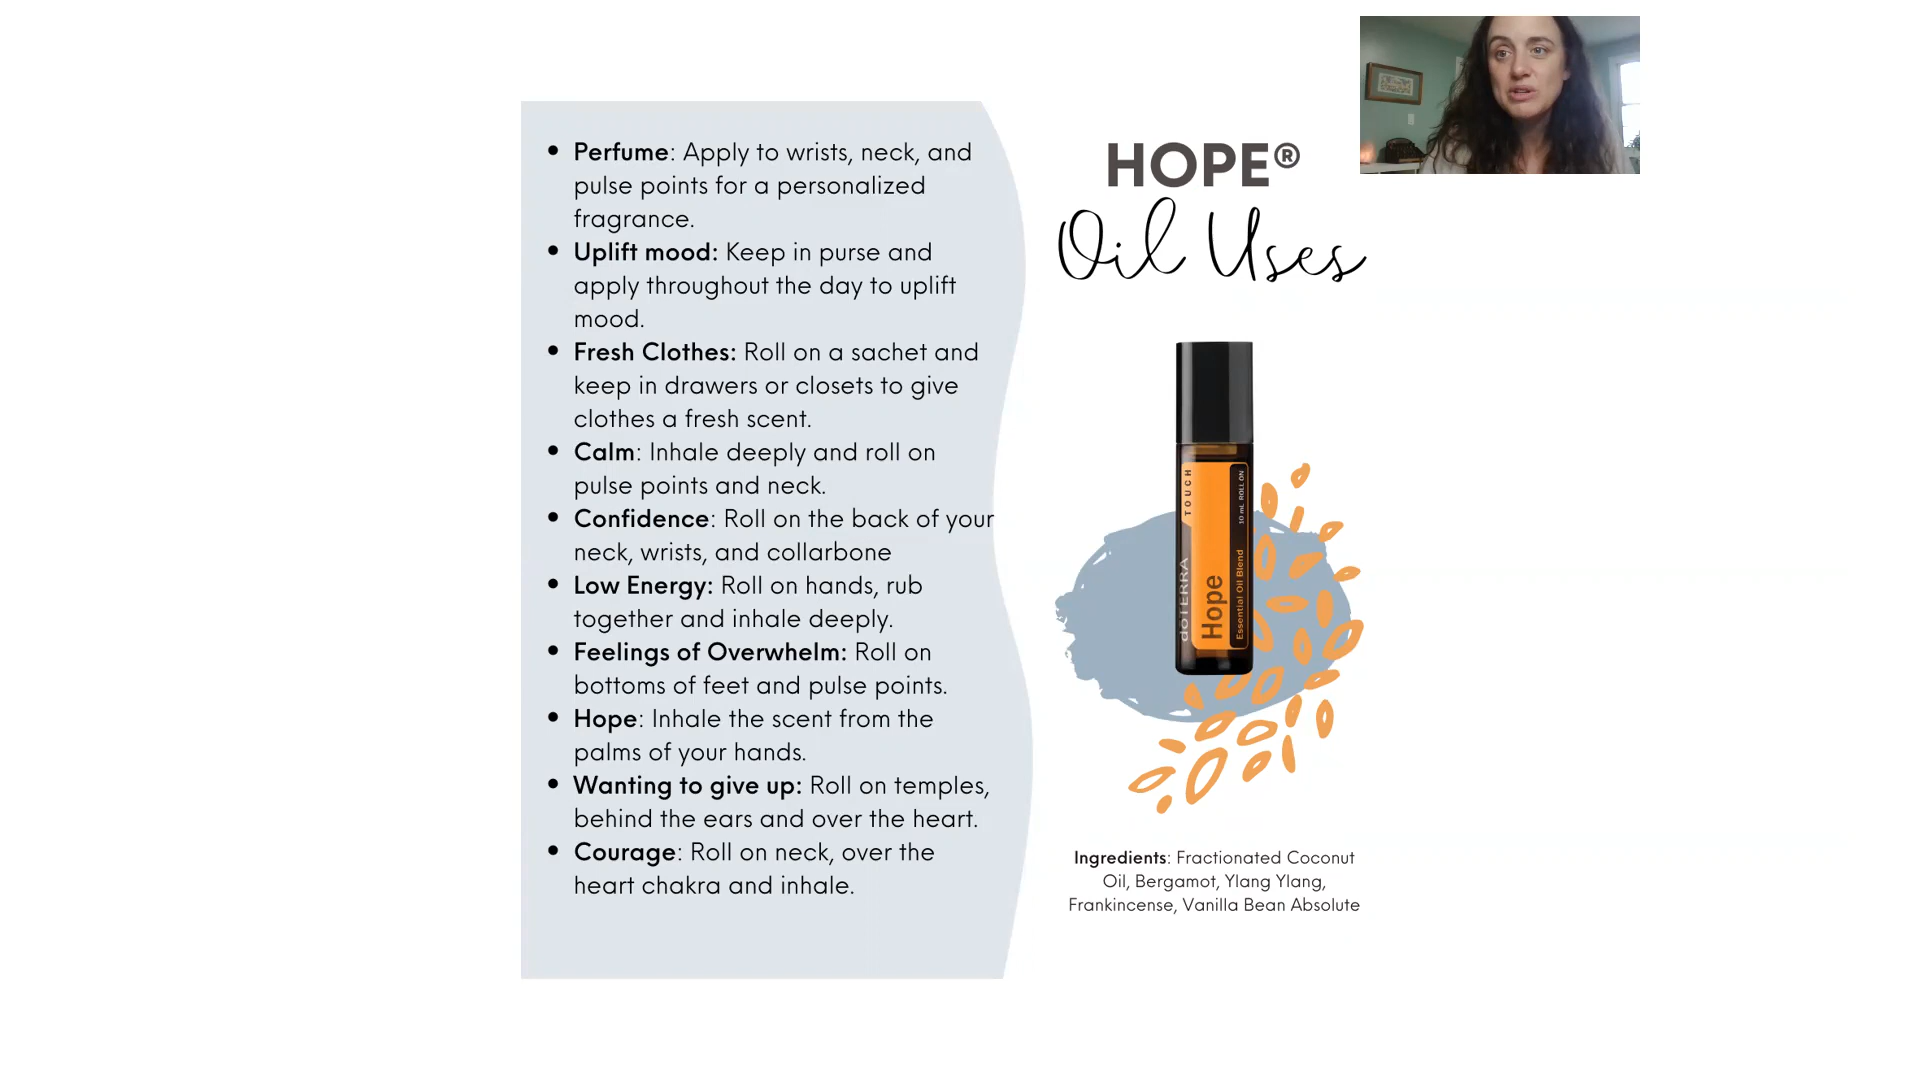 • Perfume: Apply to wrists, neck, and
pulse points for a personalized
fragrance.
• Uplift mood: Keep in purse and
apply throughout the day to uplift
mood.
• Fresh Clothes: Roll on a sachet and
keep in drawers or closets to give
clothes a fresh scent.
• Calm: Inhale deeply and roll on
pulse points and neck.
• Confidence: Roll on the back of your
neck, wrists, and collarbone
• Low Energy: Roll on hands, rub
together and inhale deeply.
• Feelings of Overwhelm: Roll on
bottoms of feet and pulse points.
• Hope: Inhale the scent from the
palms of your hands.
• Wanting to give up: Roll on temples,
behind the ears and over the heart.
• Courage: Roll on neck, over the
heart chakra and inhale.
HOPE®
Oil Uses
dōTERRA
TOUCH
Hope
Essential Oil Blend
10 mL ROLL ON
Ingredients: Fractionated Coconut
Oil, Bergamot, Ylang Ylang,
Frankincense, Vanilla Bean Absolute